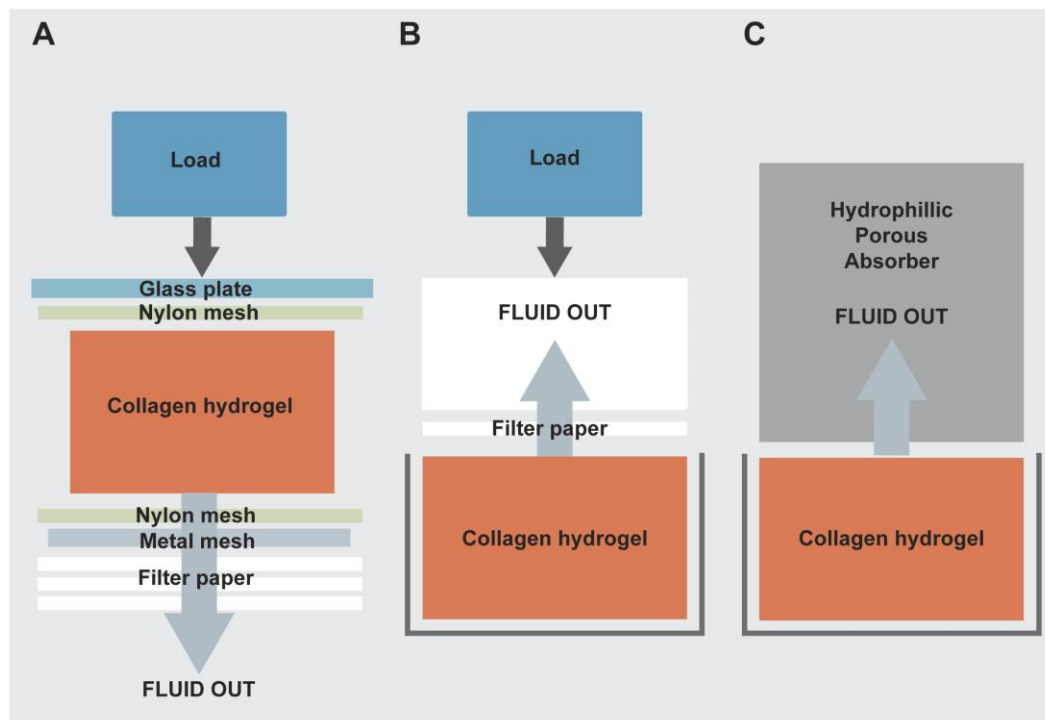 A
Load
Glass plate
Nylon mesh
Collagen hydrogel
Nylon mesh
Metal mesh
Filter paper
FLUID OUT
B
Load
FLUID OUT
Filter paper
Collagen hydrogel
C
Hydrophillic
Porous
Absorber
FLUID OUT
Collagen hydrogel